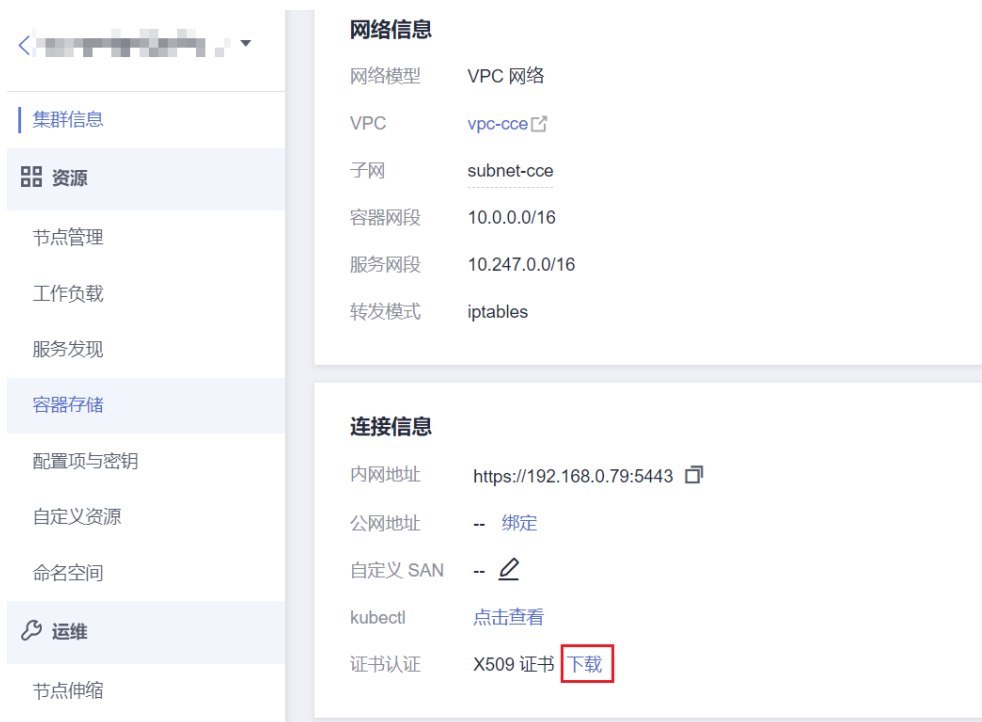 集群信息
资源
节点管理
工作负载
服务发现
容器存储
配置项与密钥
自定义资源
命名空间
运维
节点伸缩
网络信息
网络模型 VPC 网络
VPC vpc-cce
子网 subnet-cce
容器网段 10.0.0.0/16
服务网段 10.247.0.0/16
转发模式 iptables
连接信息
内网地址 https://192.168.0.79:5443
公网地址 -- 绑定
自定义 SAN --
kubectl 点击查看
证书认证 X509 证书 下载